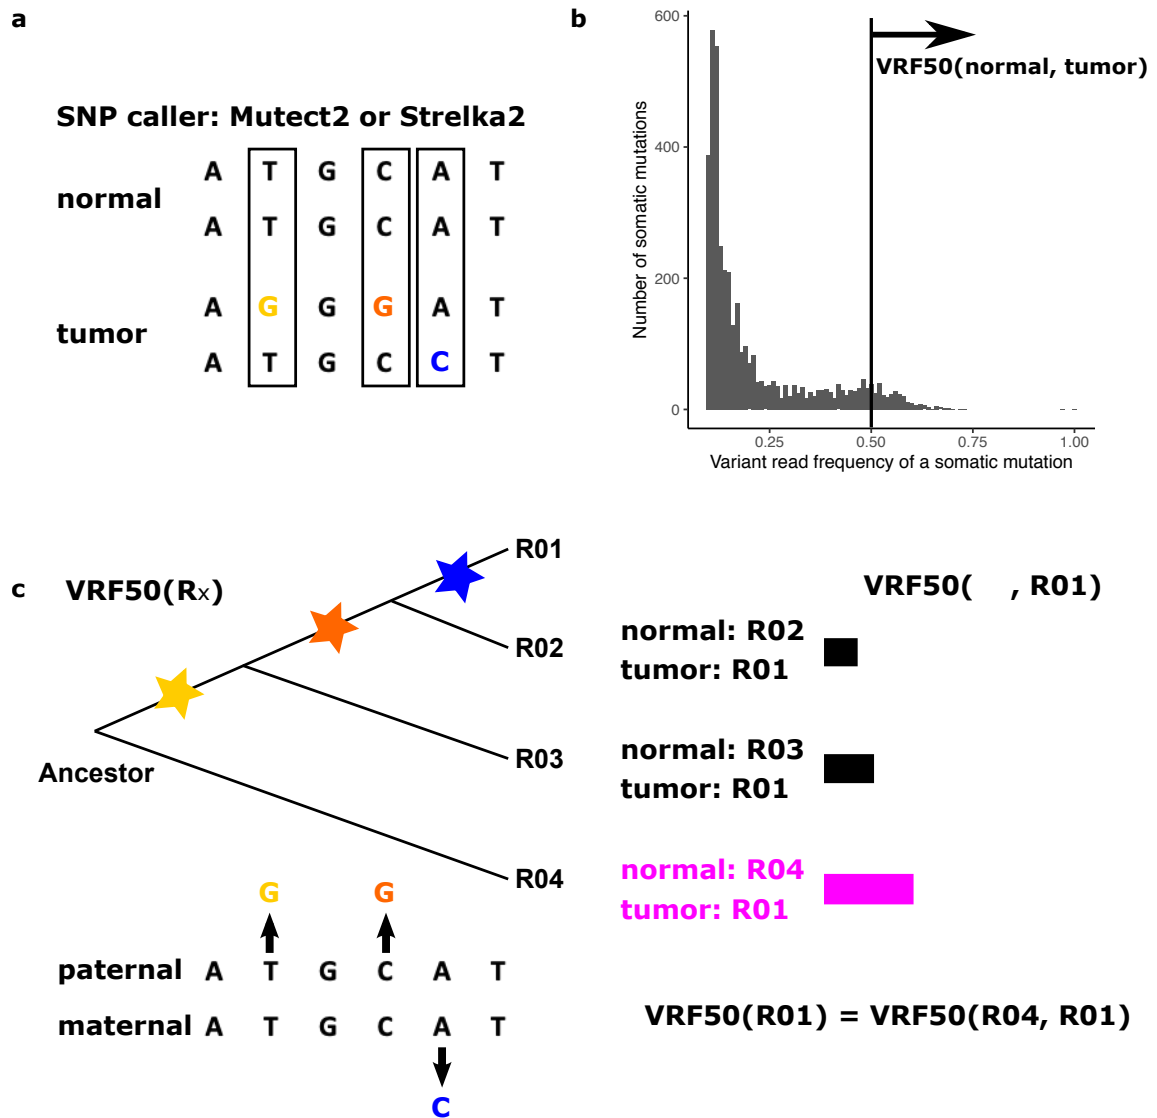 a
SNP caller: Mutect2 or Strelka2
normal
A T G C A T
A T G C A T
tumor
A G G G A T
A T G C C T
b
600
400
200
0
Number of somatic mutations
VRF50(normal, tumor)
0.25 0.50 0.75 1.00
Variant read frequency of a somatic mutation
c
VRF50(Rx)
R01
R02
R03
R04
Ancestor
G G
paternal A T G C A T
maternal A T G C A T
C
VRF50( , R01)
normal: R02
tumor: R01
normal: R03
tumor: R01
normal: R04
tumor: R01
VRF50(R01) = VRF50(R04, R01)